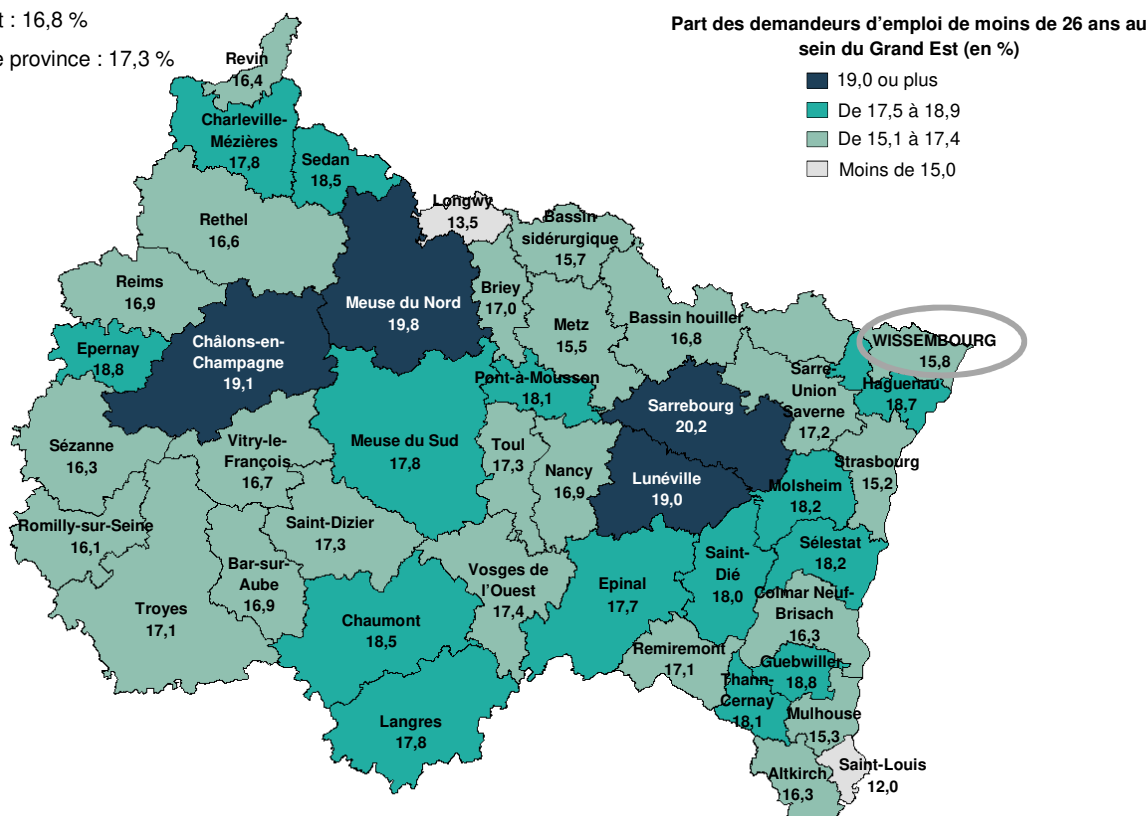 t : 16,8 %
e province : 17,3 %
Part des demandeurs d'emploi de moins de 26 ans au
sein du Grand Est (en %)
19,0 ou plus
De 17,5 à 18,9
De 15,1 à 17,4
Moins de 15,0
Revin
16,4
Charleville-
Mézières
17,8
Sedan
18,5
Rethel
16,6
Longwy
13,5
Bassin
sidérurgique
15,7
Reims
16,9
Meuse du Nord
19,8
Briey
17,0
Metz
15,5
Bassin houiller
16,8
WISSEMBOURG
15,8
Epernay
18,8
Châlons-en-
Champagne
19,1
Pont-à-Mousson
18,1
Sarre-
Union
Saverne
17,2
Haguenau
18,7
Sarrebourg
20,2
Sézanne
16,3
Vitry-le-
François
16,7
Meuse du Sud
17,8
Toul
17,3
Nancy
16,9
Lunéville
19,0
Strasbourg
15,2
Molsheim
18,2
Romilly-sur-Seine
16,1
Saint-Dizier
17,3
Sélestat
18,2
Bar-sur-
Aube
16,9
Vosges de
l'Ouest
17,4
Epinal
17,7
Saint-
Dié
18,0
Colmar Neuf-
Brisach
16,3
Troyes
17,1
Chaumont
18,5
Remiremont
17,1
Guebwiller
18,8
Thann-
Cernay
18,1
Langres
17,8
Mulhouse
15,3
Altkirch
16,3
Saint-Louis
12,0